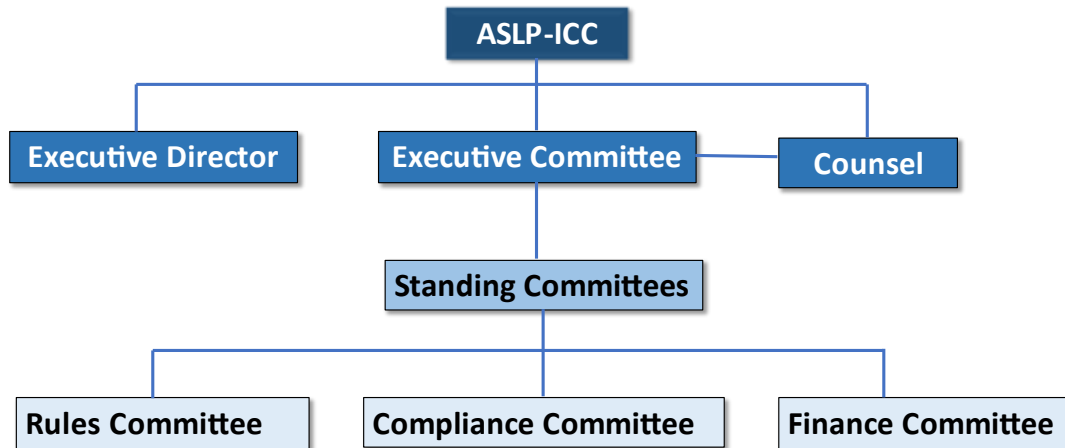 ASLP-ICC
Executive Director
Executive Committee
Counsel
Standing Committees
Rules Committee
Compliance Committee
Finance Committee